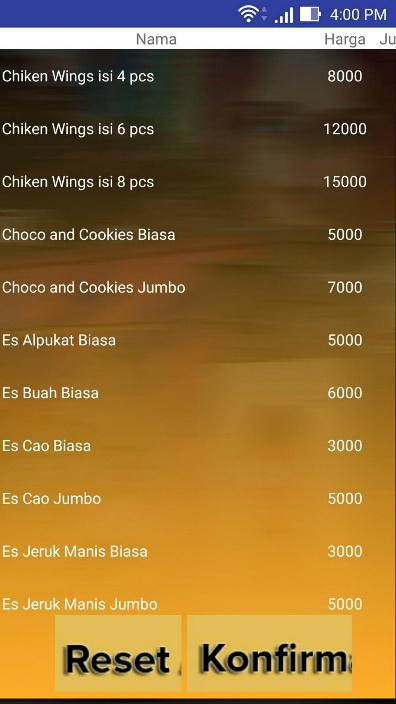 4:00 PM
Nama Harga Ju
Chiken Wings isi 4 pcs 8000
Chiken Wings isi 6 pcs 12000
Chiken Wings isi 8 pcs 15000
Choco and Cookies Biasa 5000
Choco and Cookies Jumbo 7000
Es Alpukat Biasa 5000
Es Buah Biasa 6000
Es Cao Biasa 3000
Es Cao Jumbo 5000
Es Jeruk Manis Biasa 3000
Es Jeruk Manis Jumbo 5000
Reset Konfirma